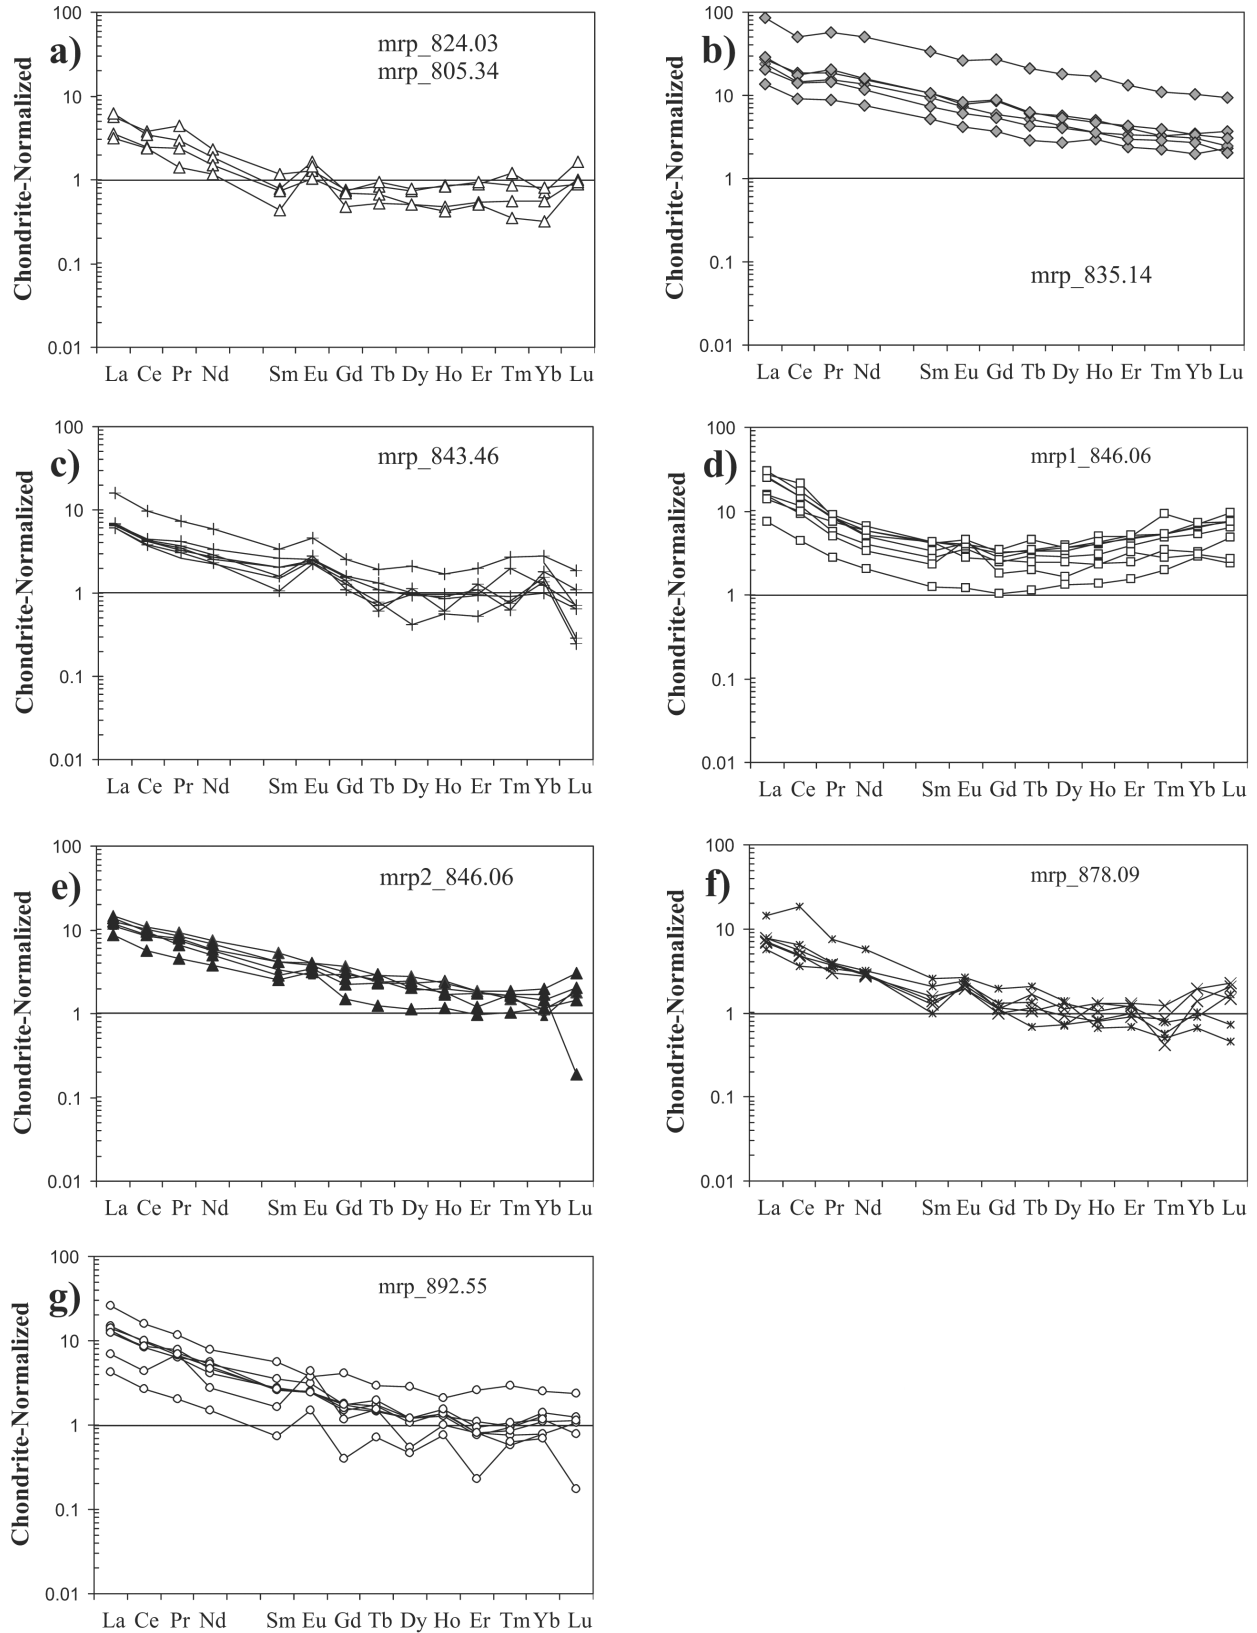 a)
mrp_824.03
mrp_805.34
Chondrite-Normalized
100
10
1
0.1
0.01
La Ce Pr Nd Sm Eu Gd Tb Dy Ho Er Tm Yb Lu
b)
mrp_835.14
Chondrite-Normalized
100
10
1
0.1
0.01
La Ce Pr Nd Sm Eu Gd Tb Dy Ho Er Tm Yb Lu
c)
mrp_843.46
Chondrite-Normalized
100
10
1
0.1
0.01
La Ce Pr Nd Sm Eu Gd Tb Dy Ho Er Tm Yb Lu
d)
mrp1_846.06
Chondrite-Normalized
100
10
1
0.1
0.01
La Ce Pr Nd Sm Eu Gd Tb Dy Ho Er Tm Yb Lu
e)
mrp2_846.06
Chondrite-Normalized
100
10
1
0.1
0.01
La Ce Pr Nd Sm Eu Gd Tb Dy Ho Er Tm Yb Lu
f)
mrp_878.09
Chondrite-Normalized
100
10
1
0.1
0.01
La Ce Pr Nd Sm Eu Gd Tb Dy Ho Er Tm Yb Lu
g)
mrp_892.55
Chondrite-Normalized
100
10
1
0.1
0.01
La Ce Pr Nd Sm Eu Gd Tb Dy Ho Er Tm Yb Lu